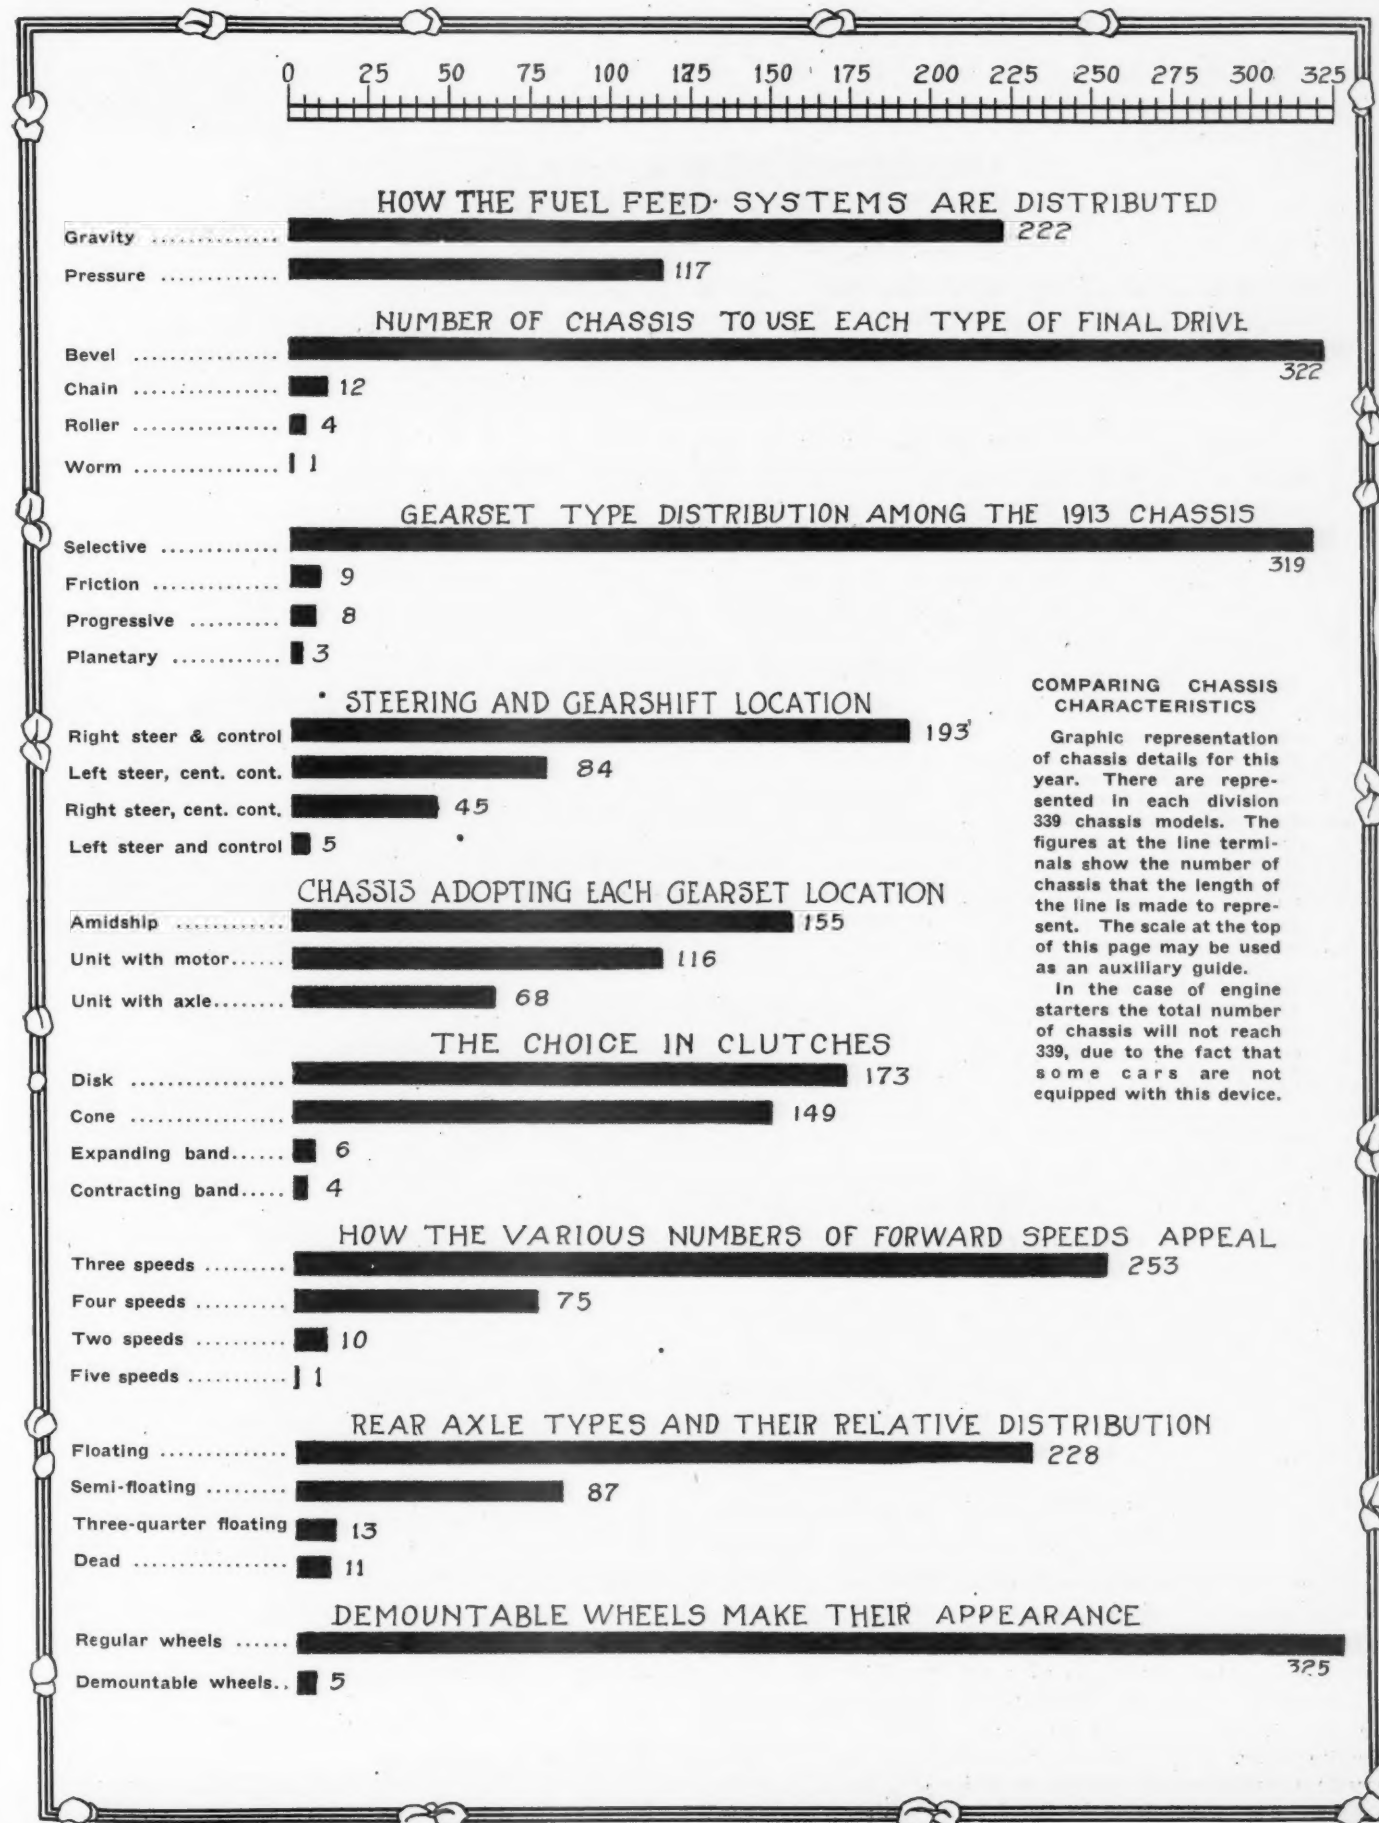 0 25 50 75 100 125 150 175 200 225 250 275 300 325
HOW THE FUEL FEED SYSTEMS ARE DISTRIBUTED
Gravity ............. 222
Pressure ............. 117
NUMBER OF CHASSIS TO USE EACH TYPE OF FINAL DRIVE
Bevel ................
322
Chain ................ 12
Roller ................ 4
Worm ................ 1
GEARSET TYPE DISTRIBUTION AMONG THE 1913 CHASSIS
Selective .............
319
Friction .............. 9
Progressive .......... 8
Planetary ............ 3
STEERING AND GEARSHIFT LOCATION
Right steer & control 193
Left steer, cent. cont. 84
Right steer, cent. cont. 45
Left steer and control 5
COMPARING CHASSIS
CHARACTERISTICS
Graphic representation
of chassis details for this
year. There are repre-
sented in each division
339 chassis models. The
figures at the line termi-
nals show the number of
chassis that the length of
the line is made to repre-
sent. The scale at the top
of this page may be used
as an auxiliary guide.
In the case of engine
starters the total number
of chassis will not reach
339, due to the fact that
some cars are not
equipped with this device.
CHASSIS ADOPTING EACH GEARSET LOCATION
Amidship ............ 155
Unit with motor...... 116
Unit with axle........ 68
THE CHOICE IN CLUTCHES
Disk ................. 173
Cone ................. 149
Expanding band...... 6
Contracting band..... 4
HOW THE VARIOUS NUMBERS OF FORWARD SPEEDS APPEAL
Three speeds ......... 253
Four speeds .......... 75
Two speeds .......... 10
Five speeds ........... 1
REAR AXLE TYPES AND THEIR RELATIVE DISTRIBUTION
Floating .............. 228
Semi-floating ......... 87
Three-quarter floating 13
Dead ................. 11
DEMOUNTABLE WHEELS MAKE THEIR APPEARANCE
Regular wheels ......
325
Demountable wheels.. 5